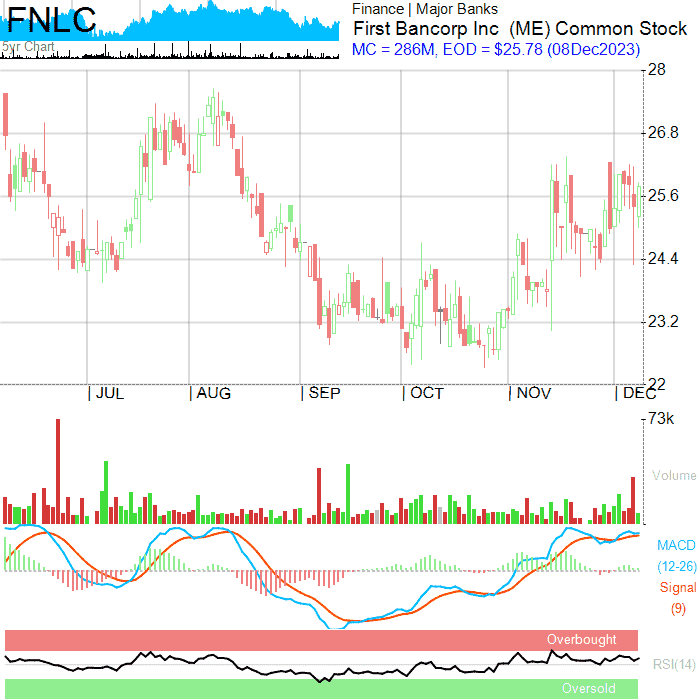 FNLC
5yr Chart
Finance | Major Banks
First Bancorp Inc (ME) Common Stock
MC = 286M, EOD = $25.78 (08Dec2023)
28
26.8
25.6
24.4
23.2
22
| JUL | AUG | SEP | OCT | NOV | DEC
73k
Volume
MACD
(12-26)
Signal
(9)
Overbought
RSI(14)
Oversold